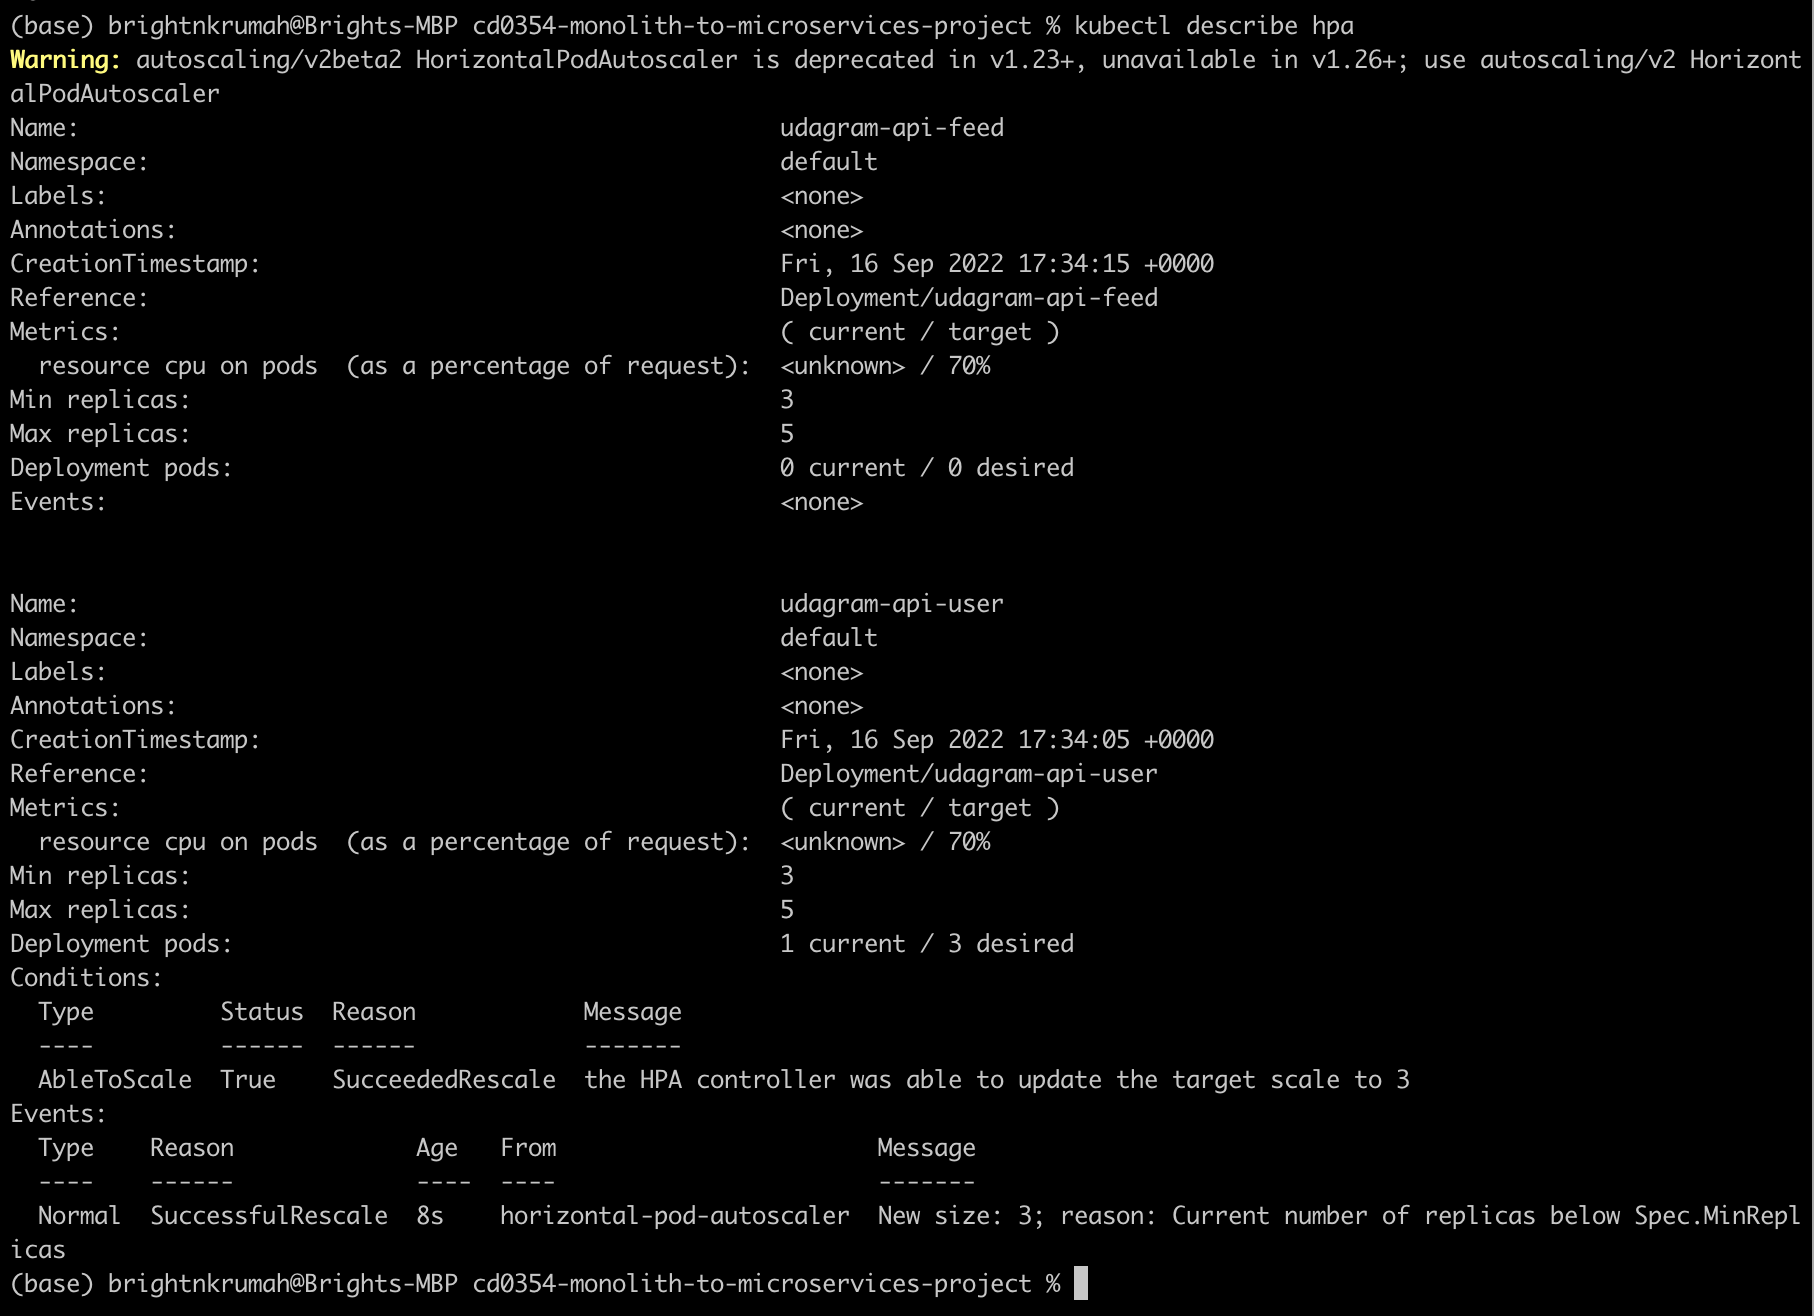 (base) brightnkrumah@Brights-MBP cd0354-monolith-to-microservices-project % kubectl describe hpa
Warning: autoscaling/v2beta2 HorizontalPodAutoscaler is deprecated in v1.23+, unavailable in v1.26+; use autoscaling/v2 Horizont
alPodAutoscaler
Name:                                                  udagram-api-feed
Namespace:                                             default
Labels:                                                <none>
Annotations:                                           <none>
CreationTimestamp:                                     Fri, 16 Sep 2022 17:34:15 +0000
Reference:                                             Deployment/udagram-api-feed
Metrics:                                               ( current / target )
  resource cpu on pods  (as a percentage of request):  <unknown> / 70%
Min replicas:                                          3
Max replicas:                                          5
Deployment pods:                                       0 current / 0 desired
Events:                                                <none>


Name:                                                  udagram-api-user
Namespace:                                             default
Labels:                                                <none>
Annotations:                                           <none>
CreationTimestamp:                                     Fri, 16 Sep 2022 17:34:05 +0000
Reference:                                             Deployment/udagram-api-user
Metrics:                                               ( current / target )
  resource cpu on pods  (as a percentage of request):  <unknown> / 70%
Min replicas:                                          3
Max replicas:                                          5
Deployment pods:                                       1 current / 3 desired
Conditions:
  Type         Status  Reason            Message
  ----         ------  ------            -------
  AbleToScale  True    SucceededRescale  the HPA controller was able to update the target scale to 3
Events:
  Type    Reason             Age   From                       Message
  ----    ------             ----  ----                       -------
  Normal  SuccessfulRescale  8s    horizontal-pod-autoscaler  New size: 3; reason: Current number of replicas below Spec.MinRepl
icas
(base) brightnkrumah@Brights-MBP cd0354-monolith-to-microservices-project %